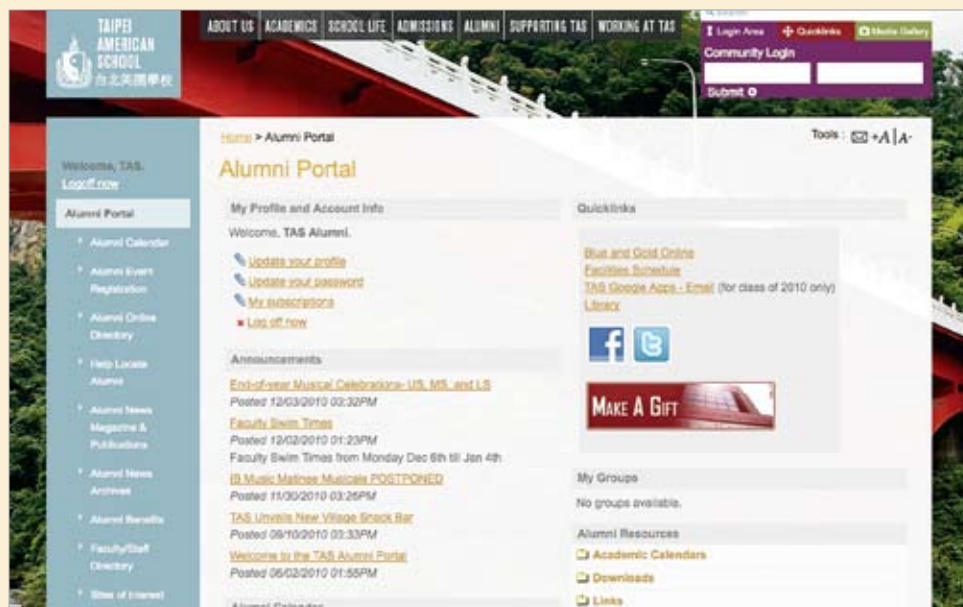 TAIPEI
AMERICAN
SCHOOL
台北美國學校
ABOUT US ACADEMICS SCHOOL LIFE ADMISSIONS ALUMNI SUPPORTING TAS WORKING AT TAS
Login Area Quicklinks Media Gallery
Community Login
Submit
Welcome, TAS.
Logoff now
Alumni Portal
Alumni Calendar
Alumni Event
Registration
Alumni Online
Directory
Help Locate
Alumni
Alumni News
Magazine &
Publications
Alumni News
Archives
Alumni Benefits
Faculty/Staff
Directory
Sites of Interest
Home > Alumni Portal
Tools : +A | A-
Alumni Portal
My Profile and Account Info
Welcome, TAS Alumni.
Update your profile
Update your password
My subscriptions
Log off now
Announcements
End-of-year Musical Celebrations- US, MS, and LS
Posted 12/03/2010 03:32PM
Faculty Swim Times
Posted 12/02/2010 01:23PM
Faculty Swim Times from Monday Dec 6th till Jan 4th
IB Music Matinee Musicale POSTPONED
Posted 11/30/2010 03:26PM
TAS Unveils New Village Snack Bar
Posted 09/10/2010 03:33PM
Welcome to the TAS Alumni Portal
Posted 06/02/2010 01:55PM
Alumni Calendar
Quicklinks
Blue and Gold Online
Facilities Schedule
TAS Google Apps - Email (for class of 2010 only)
Library
MAKE A GIFT
My Groups
No groups available.
Alumni Resources
Academic Calendars
Downloads
Links